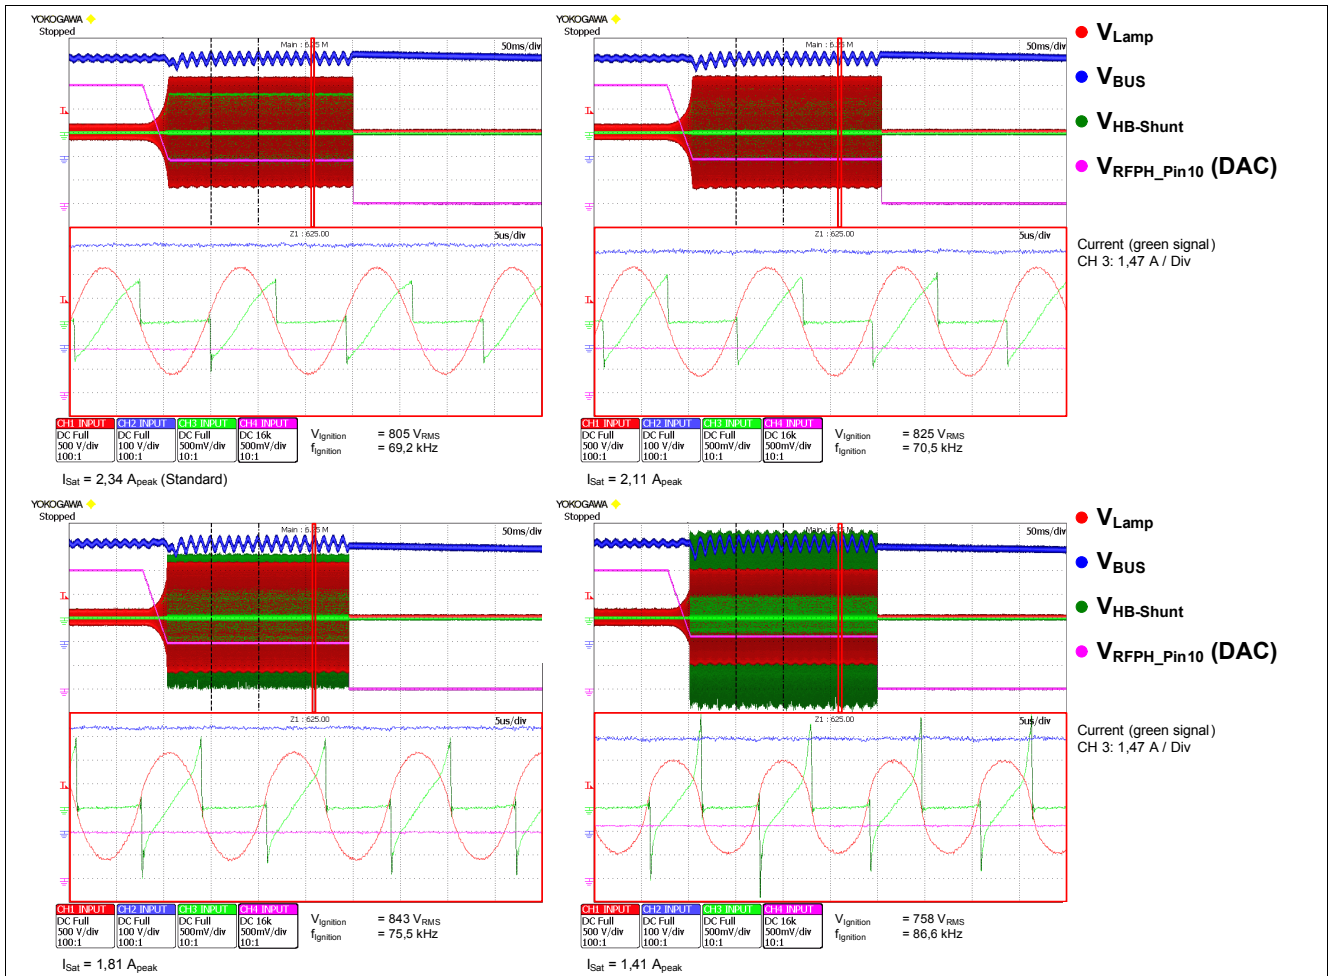 YOKOGAWA
Stopped
Main : 6.25 M
50ms/div
Z1 : 625.00
5us/div
CH1 INPUT
DC Full
500 V/div
100:1
CH2 INPUT
DC Full
100 V/div
100:1
CH3 INPUT
DC Full
500mV/div
10:1
CH4 INPUT
DC 16k
500mV/div
10:1
VIgnition = 805 VRMS
fIgnition = 69,2 kHz
ISat = 2,34 Apeak (Standard)
YOKOGAWA
Stopped
Main : 6.25 M
50ms/div
Z1 : 625.00
5us/div
CH1 INPUT
DC Full
500 V/div
100:1
CH2 INPUT
DC Full
100 V/div
100:1
CH3 INPUT
DC Full
500mV/div
10:1
CH4 INPUT
DC 16k
500mV/div
10:1
VIgnition = 825 VRMS
fIgnition = 70,5 kHz
ISat = 2,11 Apeak
VLamp
VBUS
VHB-Shunt
VRFPH_Pin10 (DAC)
Current (green signal)
CH 3: 1,47 A / Div
YOKOGAWA
Stopped
Main : 6.25 M
50ms/div
Z1 : 625.00
5us/div
CH1 INPUT
DC Full
500 V/div
100:1
CH2 INPUT
DC Full
100 V/div
100:1
CH3 INPUT
DC Full
500mV/div
10:1
CH4 INPUT
DC 16k
500mV/div
10:1
VIgnition = 843 VRMS
fIgnition = 75,5 kHz
ISat = 1,81 Apeak
YOKOGAWA
Stopped
Main : 6.25 M
50ms/div
Z1 : 625.00
5us/div
CH1 INPUT
DC Full
500 V/div
100:1
CH2 INPUT
DC Full
100 V/div
100:1
CH3 INPUT
DC Full
500mV/div
10:1
CH4 INPUT
DC 16k
500mV/div
10:1
VIgnition = 758 VRMS
fIgnition = 86,6 kHz
ISat = 1,41 Apeak
VLamp
VBUS
VHB-Shunt
VRFPH_Pin10 (DAC)
Current (green signal)
CH 3: 1,47 A / Div